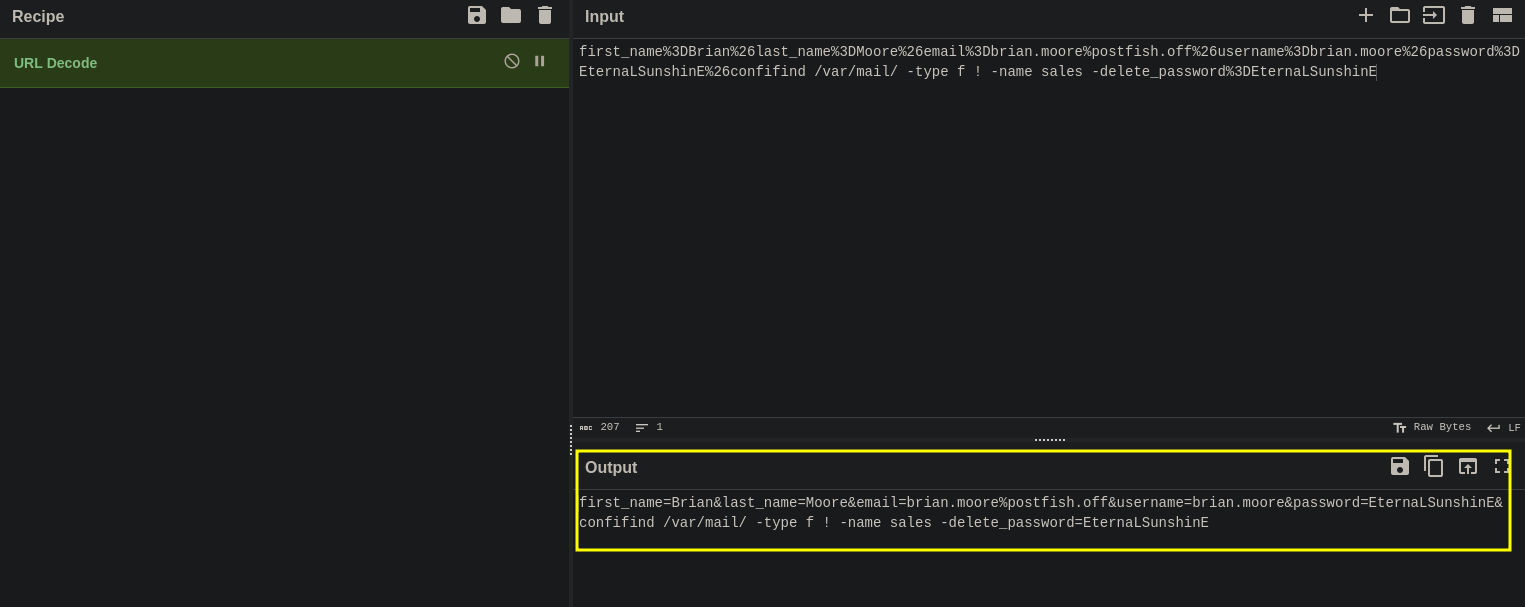 Recipe
URL Decode
Input
first_name%3DBrian%26last_name%3DMoore%26email%3Dbrian.moore%postfish.off%26username%3Dbrian.moore%26password%3D
EternaLSunshinE%26confifind /var/mail/ -type f ! -name sales -delete_password%3DEternaLSunshinE
ABC 207 1 Raw Bytes LF
Output
first_name=Brian&last_name=Moore&email=brian.moore%postfish.off&username=brian.moore&password=EternaLSunshinE&
confifind /var/mail/ -type f ! -name sales -delete_password=EternaLSunshinE